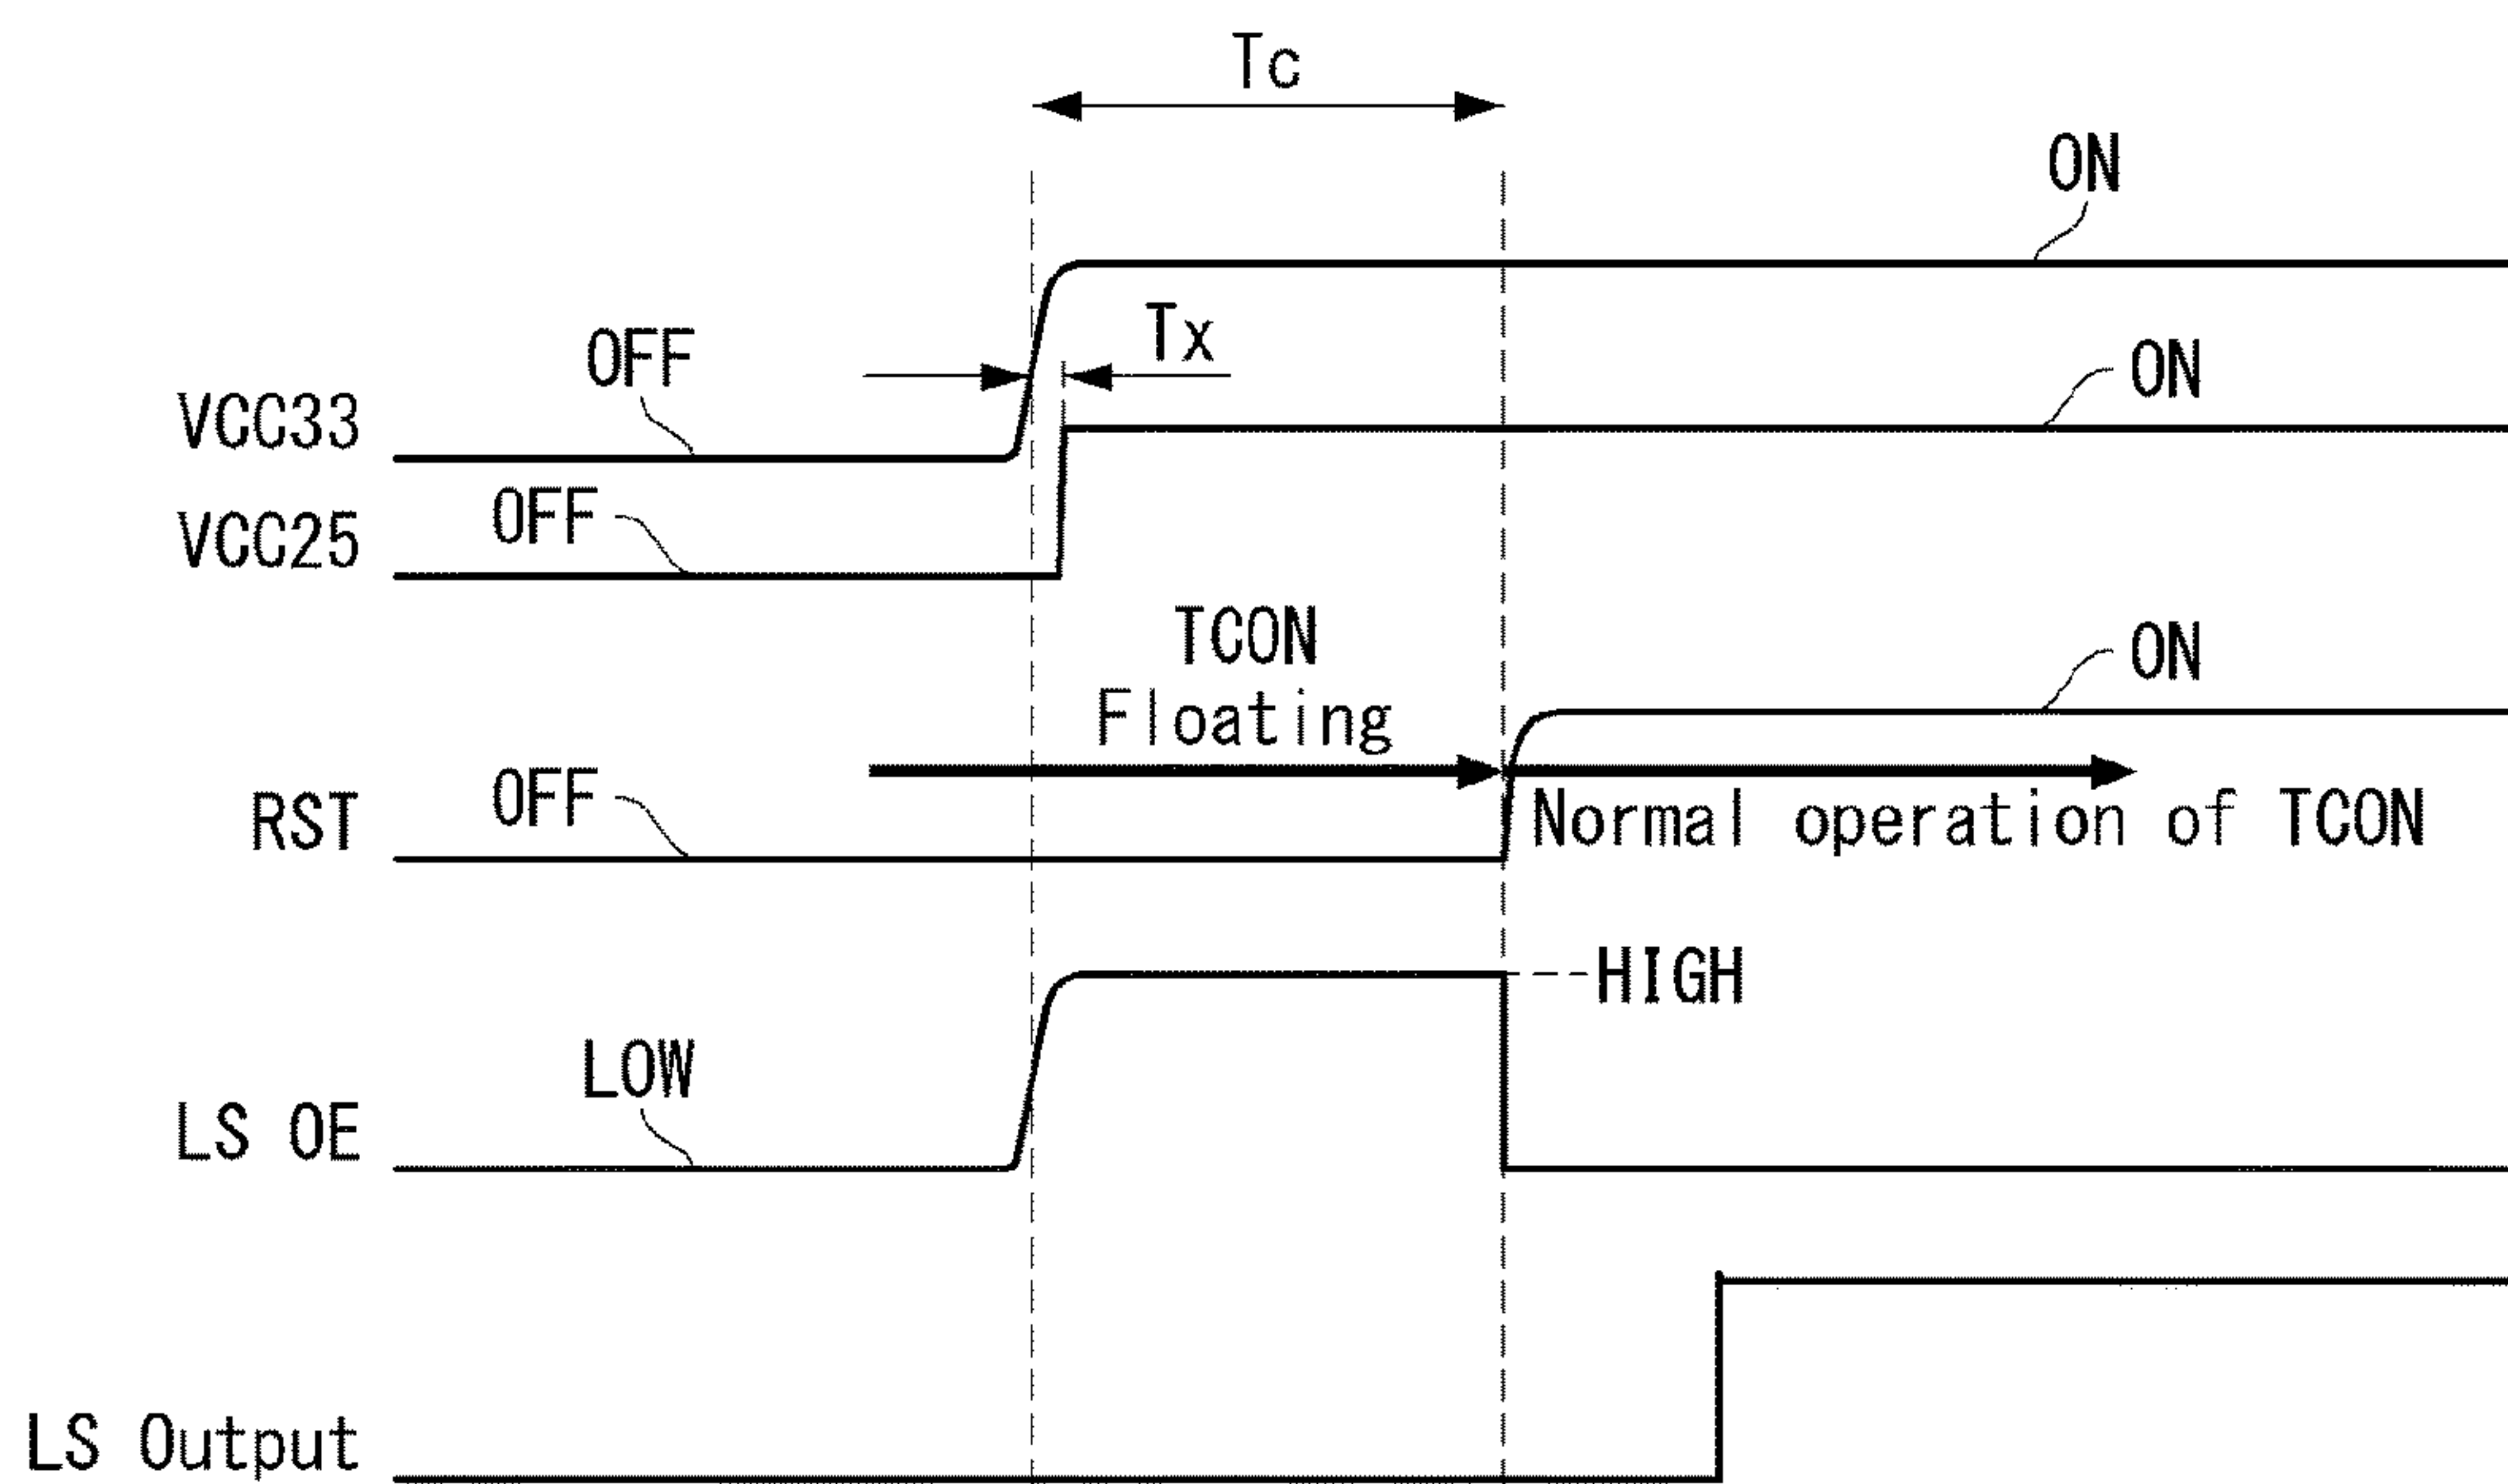 Tc
ON
OFF
Tx
ON
VCC33
OFF
VCC25
TCON
Floating
ON
OFF
RST
Normal operation of TCON
HIGH
LOW
LS OE
LS Output